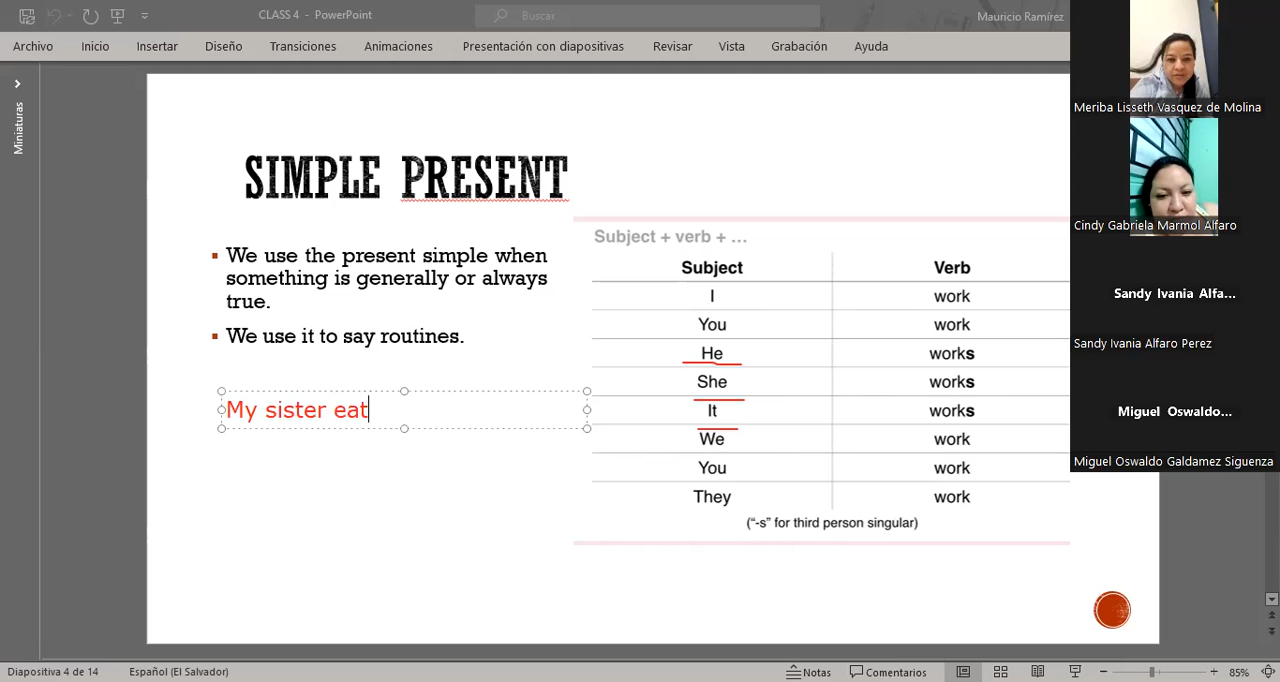 CLASS 4 - PowerPoint
Buscar
Mauricio Ramírez
Archivo Inicio Insertar Diseño Transiciones Animaciones Presentación con diapositivas Revisar Vista Grabación Ayuda
Miniaturas
SIMPLE PRESENT
We use the present simple when
something is generally or always
true.
We use it to say routines.
My sister eat
Subject + verb + ...
Subject Verb
I work
You work
He works
She works
It works
We work
You work
They work
("-s" for third person singular)
Meriba Lisseth Vasquez de Molina
Cindy Gabriela Marmol Alfaro
Sandy Ivania Alfa...
Sandy Ivania Alfaro Perez
Miguel Oswaldo...
Miguel Oswaldo Galdamez Siguenza
Diapositiva 4 de 14 Español (El Salvador) Notas Comentarios 85%